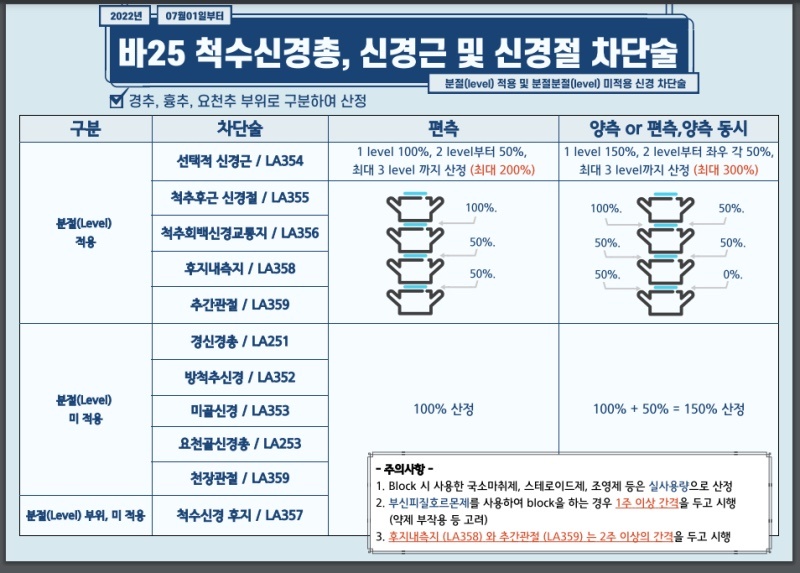 2022년 07월01일부터
바25 척수신경총, 신경근 및 신경절 차단술
분절(level) 적용 및 분절분절(level) 미적용 신경 차단술
경추, 흉추, 요천추 부위로 구분하여 산정
구분 차단술 편측 양측 or 편측,양측 동시
분절(Level)
적용
선택적 신경근 / LA354
1 level 100%, 2 level부터 50%,
최대 3 level 까지 산정 (최대 200%)
1 level 150%, 2 level부터 좌우 각 50%,
최대 3 level까지 산정 (최대 300%)
척추후근 신경절 / LA355
척추회백신경교통지 / LA356
후지내측지 / LA358
추간관절 / LA359
100%.
50%.
50%.
100%. 50%.
50%. 50%.
50%. 0%.
분절(Level)
미 적용
경신경총 / LA251
방척추신경 / LA352
미골신경 / LA353
요천골신경총 / LA253
천장관절 / LA359
100% 산정
100% + 50% = 150% 산정
분절(Level) 부위, 미 적용
척수신경 후지 / LA357
- 주의사항 -
1. Block 시 사용한 국소마취제, 스테로이드제, 조영제 등은 실사용량으로 산정
2. 부신피질호르몬제를 사용하여 block을 하는 경우 1주 이상 간격을 두고 시행
(약제 부작용 등 고려)
3. 후지내측지 (LA358) 와 추간관절 (LA359) 는 2주 이상의 간격을 두고 시행